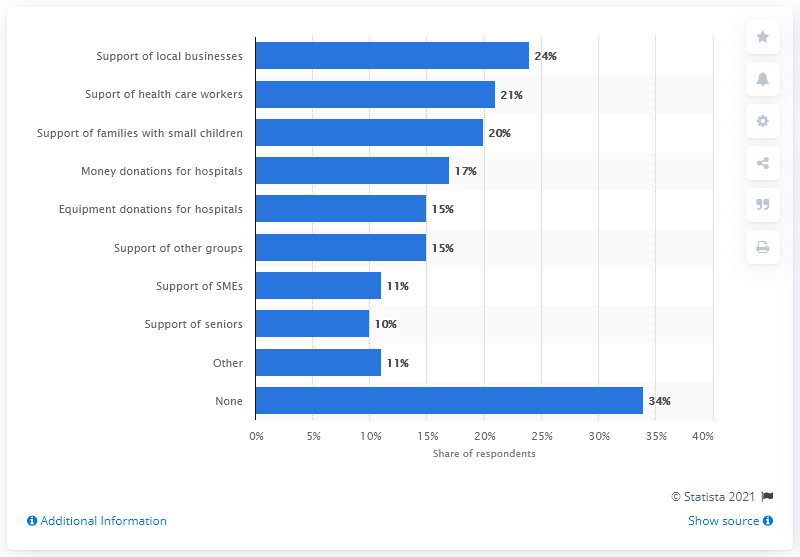 Support of local businesses 24%
Suport of health care workers 21%
Support of families with small children 20%
Money donations for hospitals 17%
Equipment donations for hospitals 15%
Support of other groups 15%
Support of SMEs 11%
Support of seniors 10%
Other 11%
None 34%
0% 5% 10% 15% 20% 25% 30% 35% 40%
Share of respondents
© Statista 2021
Additional Information Show source